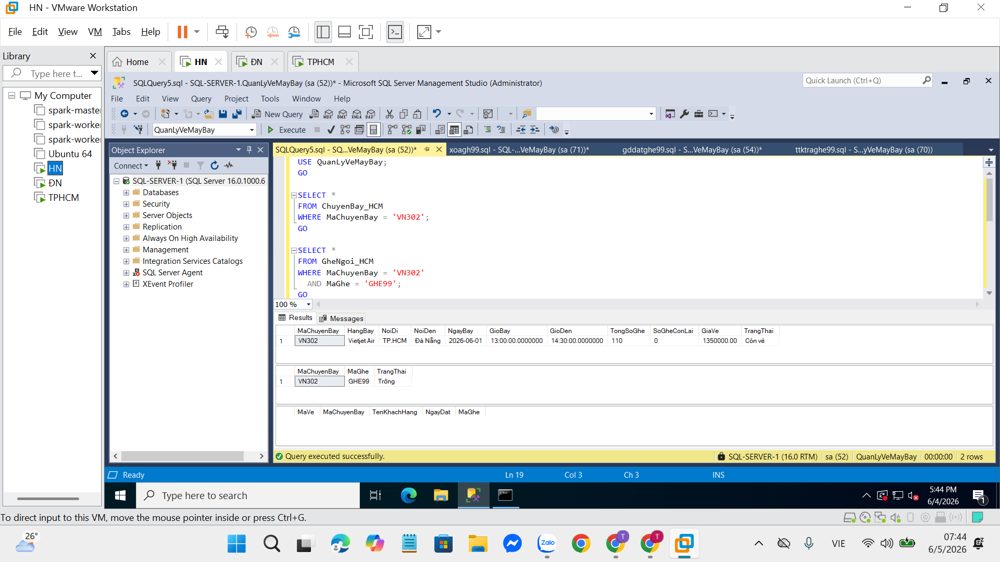 HN - VMware Workstation
File Edit View VM Tabs Help
Library
Type here t...
My Computer
spark-master
spark-worker
spark-worker
Ubuntu 64
HN
ĐN
TPHCM
Home HN ĐN TPHCM
SQLQuery5.sql - SQL-SERVER-1.QuanLyVeMayBay (sa (52))* - Microsoft SQL Server Management Studio (Administrator)
Quick Launch (Ctrl+Q)
File Edit View Query Project Tools Window Help
New Query MDX DMX XMLA DAX
QuanLyVeMayBay Execute
Object Explorer
Connect
SQL-SERVER-1 (SQL Server 16.0.1000.6
Databases
Security
Server Objects
Replication
Always On High Availability
Management
Integration Services Catalogs
SQL Server Agent
XEvent Profiler
SQLQuery5.sql - SQ...VeMayBay (sa (52))* xoagh99.sql - SQL-...VeMayBay (sa (71))* gddatghe99.sql - S...VeMayBay (sa (54))* ttktraghe99.sql - S...yVeMayBay (sa (70))
USE QuanLyVeMayBay;
GO
SELECT *
FROM ChuyenBay_HCM
WHERE MaChuyenBay = 'VN302';
GO
SELECT *
FROM GheNgoi_HCM
WHERE MaChuyenBay = 'VN302'
AND MaGhe = 'GHE99';
GO
100 %
Results Messages
MaChuyenBay HangBay NoiDi NoiDen NgayBay GioBay GioDen TongSoGhe SoGheConLai GiaVe TrangThai
1 VN302 Vietjet Air TP.HCM Đà Nẵng 2026-06-01 13:00:00.0000000 14:30:00.0000000 110 0 1350000.00 Còn vé
MaChuyenBay MaGhe TrangThai
1 VN302 GHE99 Trống
MaVe MaChuyenBay TenKhachHang NgayDat MaGhe
Query executed successfully. SQL-SERVER-1 (16.0 RTM) sa (52) QuanLyVeMayBay 00:00:00 2 rows
Ready Ln 19 Col 3 Ch 3 INS
Type here to search
5:44 PM
6/4/2026
1
To direct input to this VM, move the mouse pointer inside or press Ctrl+G.
26°
Zalo
T
T
VIE
07:44
6/5/2026